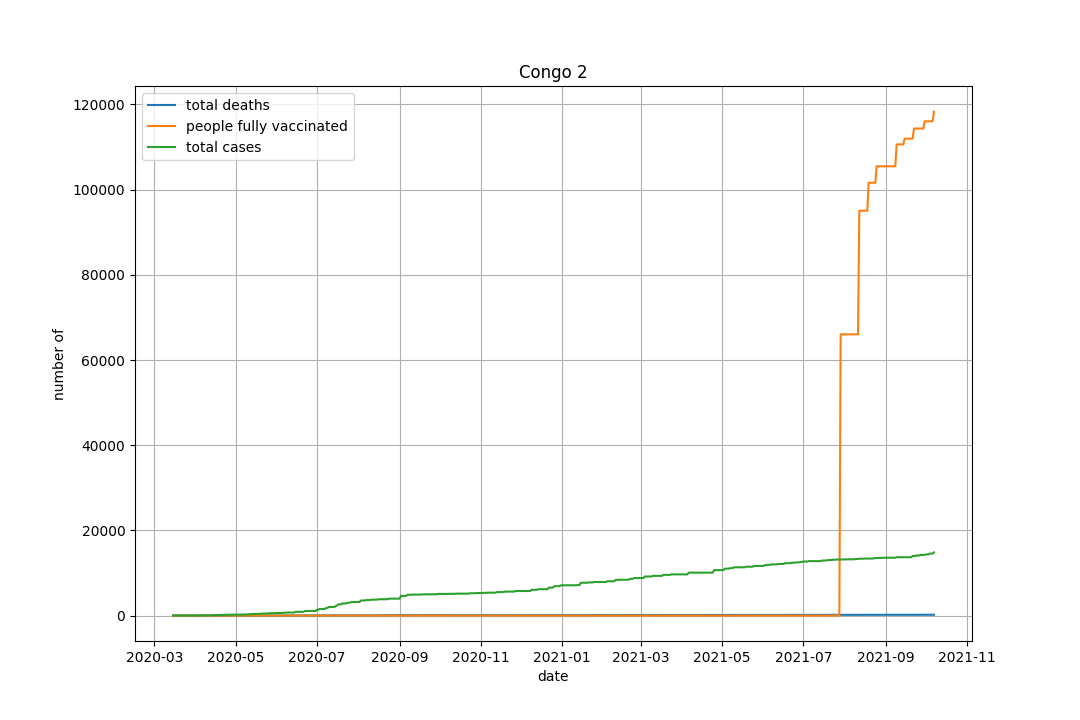 Congo 2
total deaths
people fully vaccinated
total cases
120000
100000
80000
60000
40000
20000
0
number of
2020-03 2020-05 2020-07 2020-09 2020-11 2021-01 2021-03 2021-05 2021-07 2021-09 2021-11
date